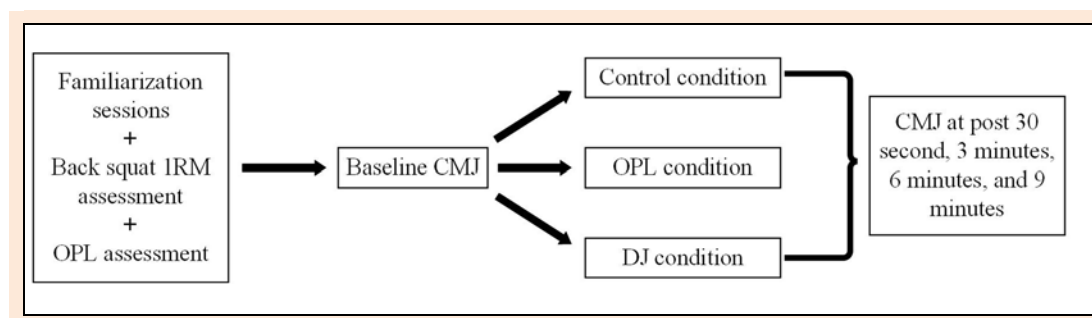 Familiarization
sessions
+
Back squat 1RM
assessment
+
OPL assessment
Baseline CMJ
Control condition
OPL condition
DJ condition
CMJ at post 30
second, 3 minutes,
6 minutes, and 9
minutes